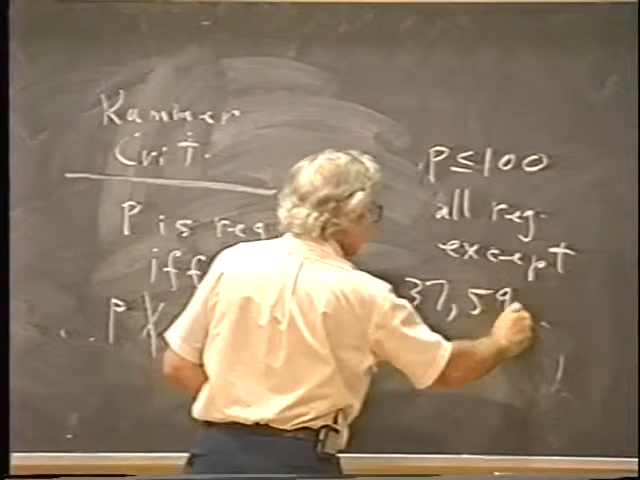 Kummer
Crit.
P is reg
iff
P ∤
P ≤ 100
all reg.
except
37, 59